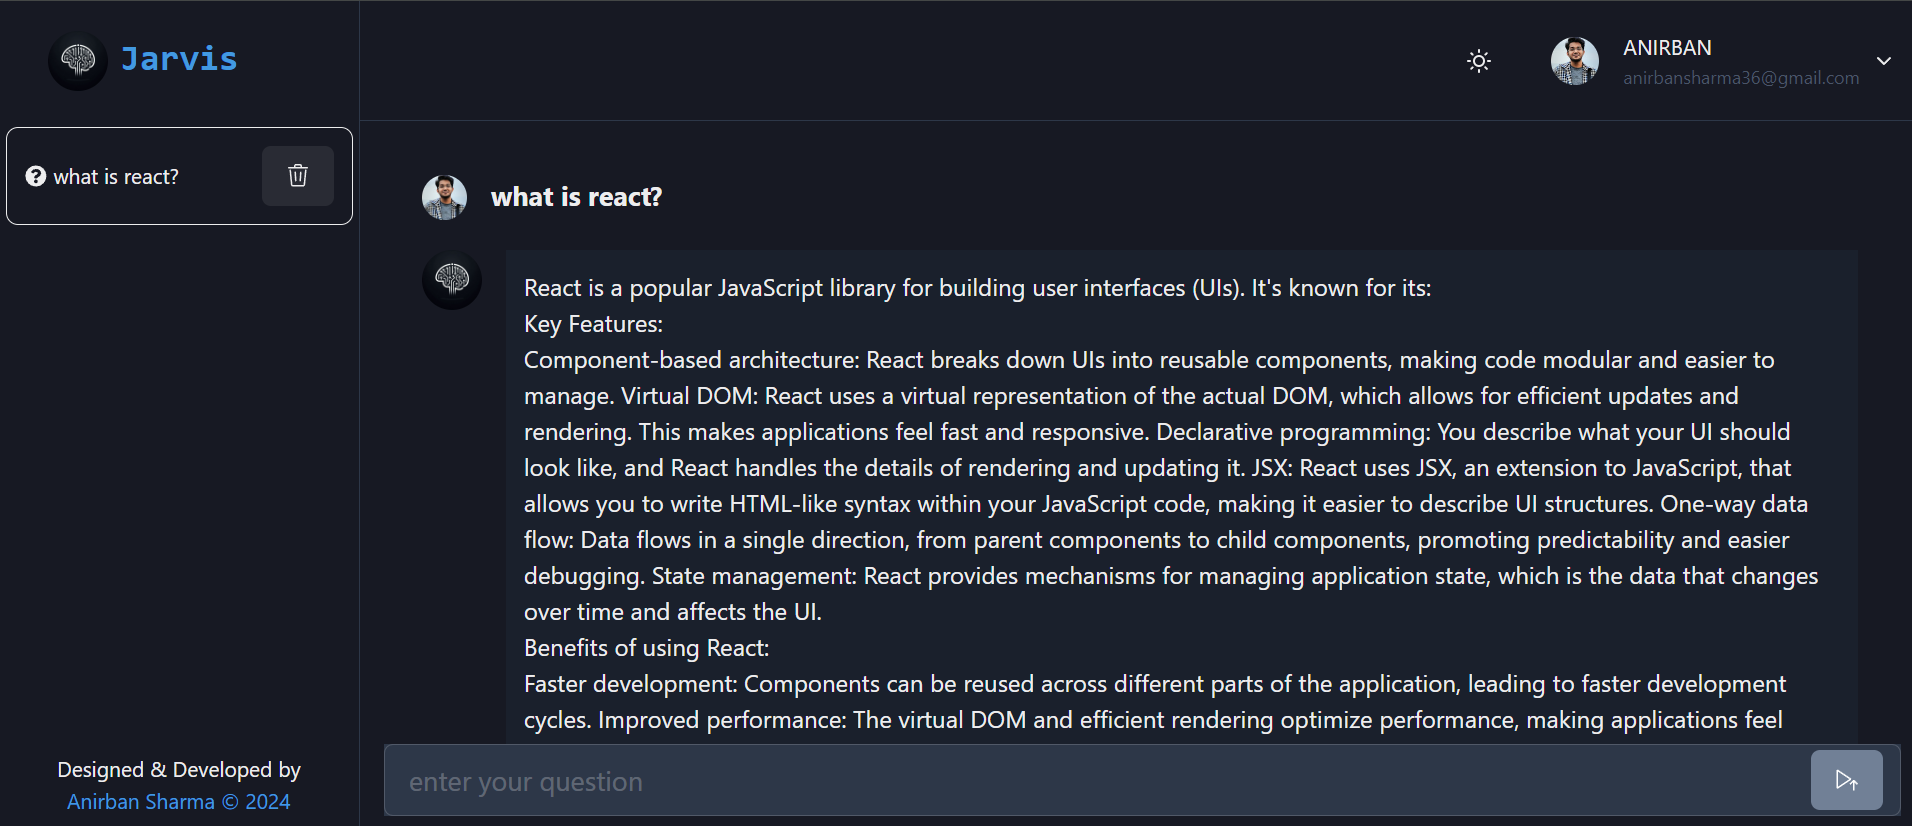 Jarvis
ANIRBAN
anirbansharma36@gmail.com
what is react?
what is react?
React is a popular JavaScript library for building user interfaces (UIs). It's known for its:
Key Features:
Component-based architecture: React breaks down UIs into reusable components, making code modular and easier to
manage. Virtual DOM: React uses a virtual representation of the actual DOM, which allows for efficient updates and
rendering. This makes applications feel fast and responsive. Declarative programming: You describe what your UI should
look like, and React handles the details of rendering and updating it. JSX: React uses JSX, an extension to JavaScript, that
allows you to write HTML-like syntax within your JavaScript code, making it easier to describe UI structures. One-way data
flow: Data flows in a single direction, from parent components to child components, promoting predictability and easier
debugging. State management: React provides mechanisms for managing application state, which is the data that changes
over time and affects the UI.
Benefits of using React:
Faster development: Components can be reused across different parts of the application, leading to faster development
cycles. Improved performance: The virtual DOM and efficient rendering optimize performance, making applications feel
enter your question
Designed & Developed by
Anirban Sharma © 2024